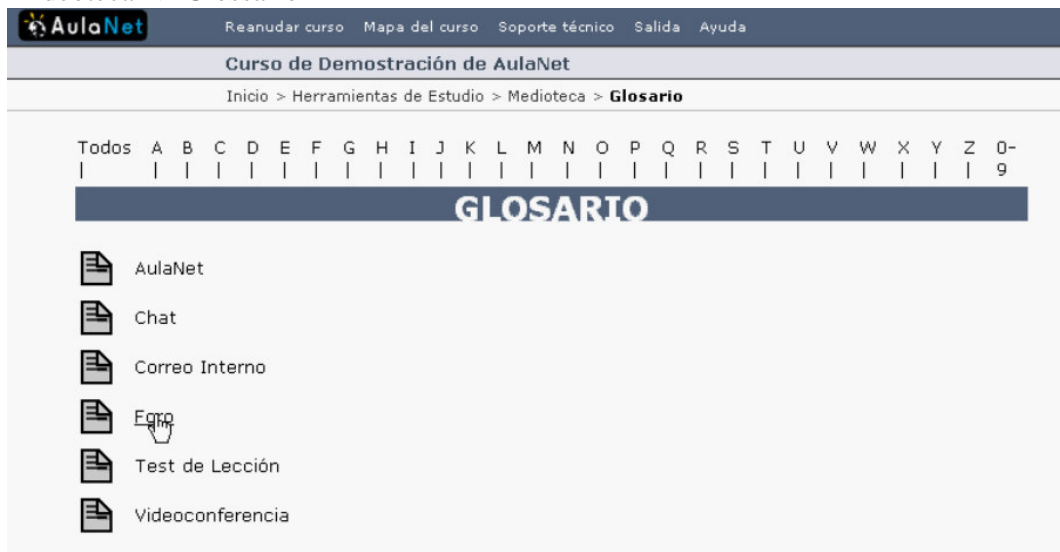 AulaNet Reanudar curso Mapa del curso Soporte técnico Salida Ayuda
Curso de Demostración de AulaNet
Inicio > Herramientas de Estudio > Medioteca > Glosario
Todos A B C D E F G H I J K L M N O P Q R S T U V W X Y Z 0-
| | | | | | | | | | | | | | | | | | | | | | | | | | | 9
GLOSARIO
AulaNet
Chat
Correo Interno
Foro
Test de Lección
Videoconferencia